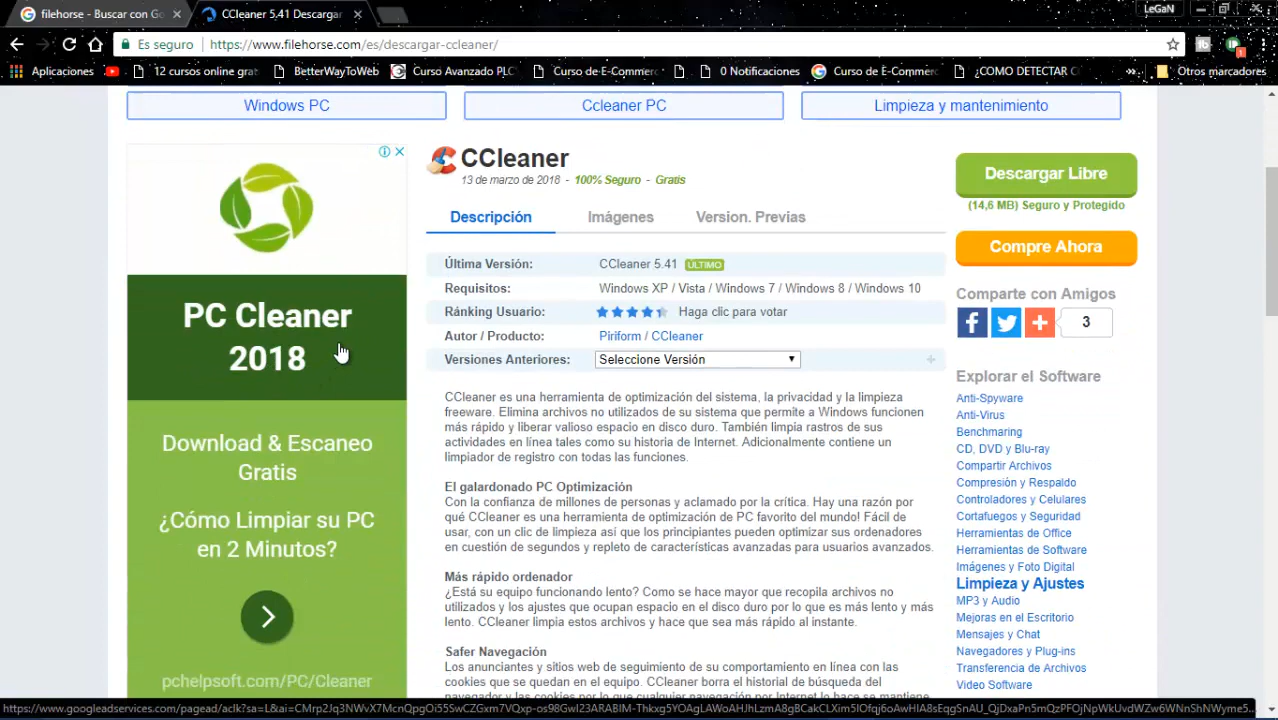 filehorse - Buscar con Go
CCleaner 5.41 Descargar
LeGaN
Es seguro
https://www.filehorse.com/es/descargar-ccleaner/
Aplicaciones
12 cursos online grat
BetterWayToWeb
Curso Avanzado PLC
Curso de E-Commerc
0 Notificaciones
Curso de E-Commerc
¿COMO DETECTAR C
»
Otros marcadores
Windows PC
Ccleaner PC
Limpieza y mantenimiento
CCleaner
13 de marzo de 2018 - 100% Seguro - Gratis
Descripción
Imágenes
Version. Previas
Última Versión: CCleaner 5.41 ÚLTIMO
Requisitos: Windows XP / Vista / Windows 7 / Windows 8 / Windows 10
Ránking Usuario: Haga clic para votar
Autor / Producto: Piriform / CCleaner
Versiones Anteriores: Seleccione Versión
CCleaner es una herramienta de optimización del sistema, la privacidad y la limpieza
freeware. Elimina archivos no utilizados de su sistema que permite a Windows funcionen
más rápido y liberar valioso espacio en disco duro. También limpia rastros de sus
actividades en línea tales como su historia de Internet. Adicionalmente contiene un
limpiador de registro con todas las funciones.
El galardonado PC Optimización
Con la confianza de millones de personas y aclamado por la crítica. Hay una razón por
qué CCleaner es una herramienta de optimización de PC favorito del mundo! Fácil de
usar, con un clic de limpieza así que los principiantes pueden optimizar sus ordenadores
en cuestión de segundos y repleto de características avanzadas para usuarios avanzados.
Más rápido ordenador
¿Está su equipo funcionando lento? Como se hace mayor que recopila archivos no
utilizados y los ajustes que ocupan espacio en el disco duro por lo que es más lento y más
lento. CCleaner limpia estos archivos y hace que sea más rápido al instante.
Safer Navegación
Los anunciantes y sitios web de seguimiento de su comportamiento en línea con las
cookies que se quedan en el equipo. CCleaner borra el historial de búsqueda del
PC Cleaner
2018
Download & Escaneo
Gratis
¿Cómo Limpiar su PC
en 2 Minutos?
pchelpsoft.com/PC/Cleaner
Descargar Libre
(14,6 MB) Seguro y Protegido
Compre Ahora
Comparte con Amigos
3
Explorar el Software
Anti-Spyware
Anti-Virus
Benchmaring
CD, DVD y Blu-ray
Compartir Archivos
Compresión y Respaldo
Controladores y Celulares
Cortafuegos y Seguridad
Herramientas de Office
Herramientas de Software
Imágenes y Foto Digital
Limpieza y Ajustes
MP3 y Audio
Mejoras en el Escritorio
Mensajes y Chat
Navegadores y Plug-ins
Transferencia de Archivos
Video Software